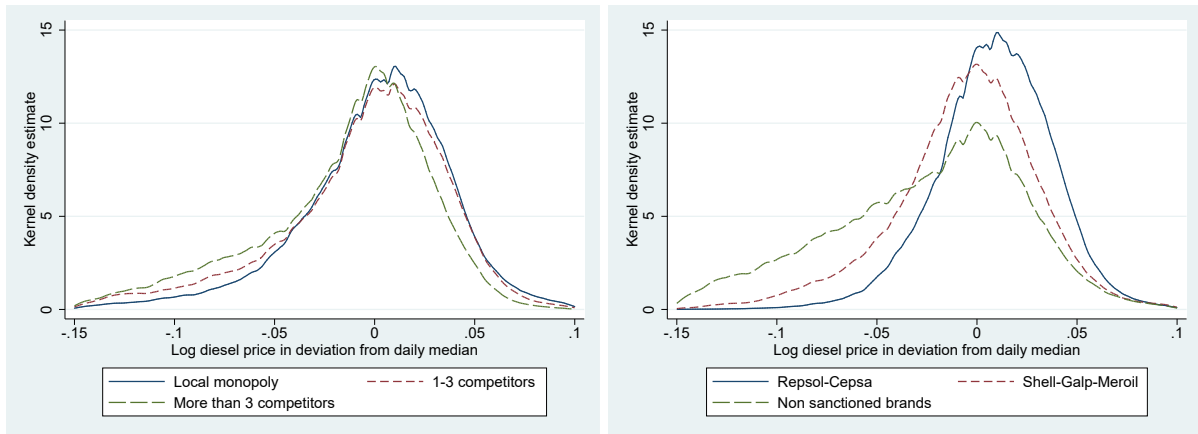 Kernel density estimate
15
10
5
0
-.15 -.1 -.05 0 .05 .1
Log diesel price in deviation from daily median
Local monopoly 1-3 competitors
More than 3 competitors
Kernel density estimate
15
10
5
0
-.15 -.1 -.05 0 .05 .1
Log diesel price in deviation from daily median
Repsol-Cepsa Shell-Galp-Meroil
Non sanctioned brands